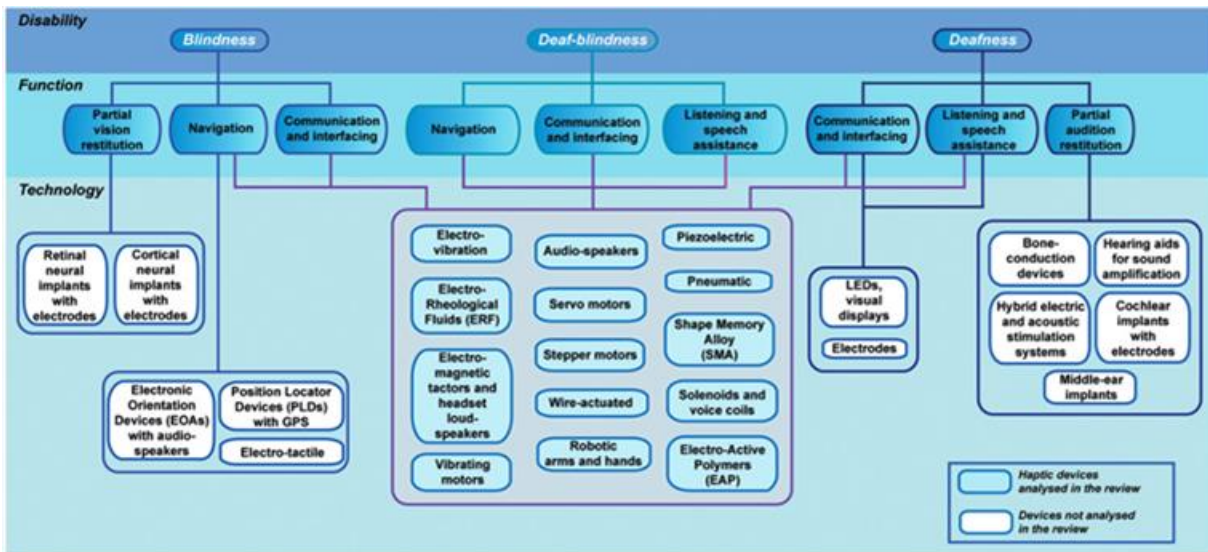 Disability
Blindness
Deaf-blindness
Deafness
Function
Partial
vision
restitution
Navigation
Communication
and interfacing
Navigation
Communication
and interfacing
Listening and
speech
assistance
Communication
and interfacing
Listening and
speech
assistance
Partial
audition
restitution
Technology
Retinal
neural
implants
with
electrodes
Cortical
neural
implants
with
electrodes
Electronic
Orientation
Devices (EOAs)
with audio-
speakers
Position Locator
Devices (PLDs)
with GPS
Electro-tactile
Electro-
vibration
Electro-
Rheological
Fluids (ERF)
Electro-
magnetic
tactors and
headset
loud-
speakers
Vibrating
motors
Audio-speakers
Servo motors
Stepper motors
Wire-actuated
Robotic
arms and hands
Piezoelectric
Pneumatic
Shape Memory
Alloy
(SMA)
Solenoids and
voice coils
Electro-Active
Polymers
(EAP)
LEDs,
visual
displays
Electrodes
Bone-
conduction
devices
Hearing aids
for sound
amplification
Hybrid electric
and acoustic
stimulation
systems
Cochlear
implants
with
electrodes
Middle-ear
implants
Haptic devices
analysed in the review
Devices not analysed
in the review